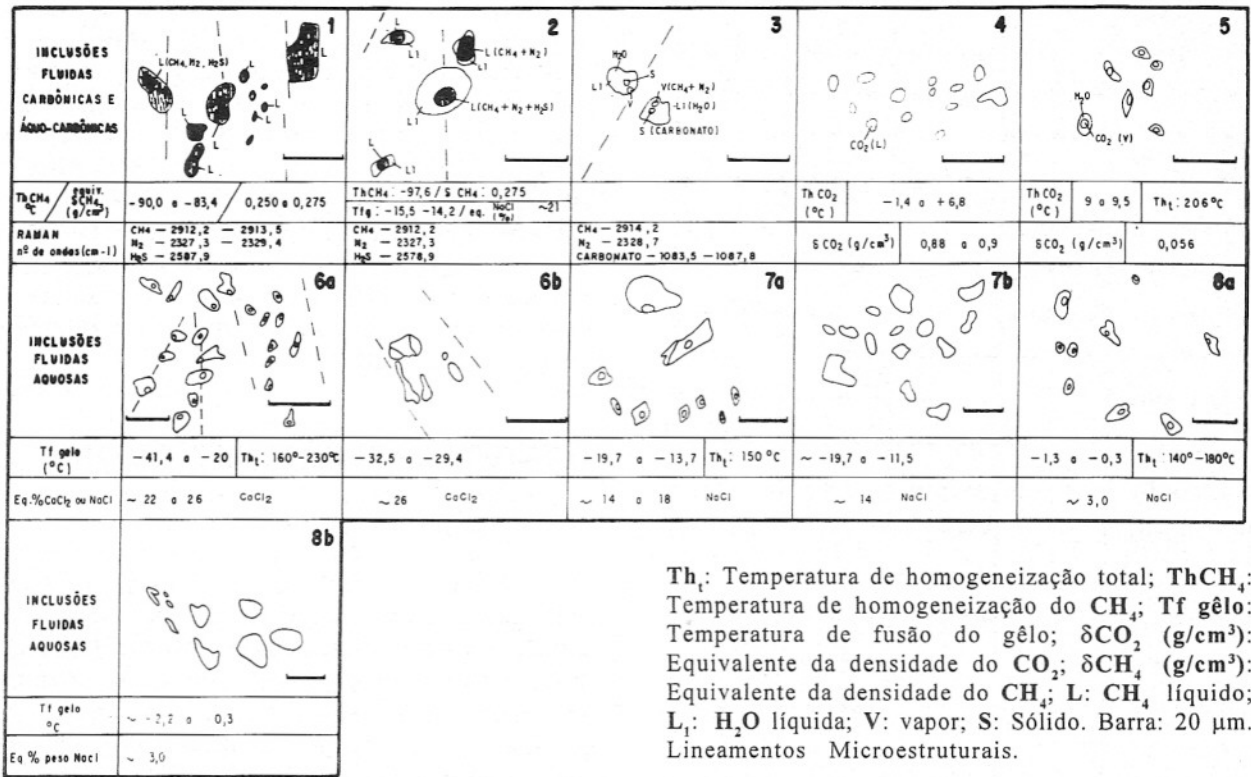 INCLUSÕES FLUIDAS CARBÔNICAS E ÁQUO-CARBÔNICAS
1
L(CH4, N2, H2S)
L
L
L
L
L
L
L
2
L
L1
L(CH4+N2)
L1
L1
L(CH4+N2+H2S)
L
L1
3
H2O
L1
S
V
V(CH4+N2)
L1(H2O)
S (CARBONATO)
4
CO2(L)
5
H2O
CO2 (V)
ThCH4 °C / equiv. δCH4 (g/cm³)
-90,0 a -83,4 / 0,250 a 0,275
ThCH4: -97,6 / δ CH4: 0,275
Tfg: -15,5 -14,2 / eq. NaCl (%) ~21
Th CO2 (°C) -1,4 a +6,8
Th CO2 (°C) 9 a 9,5 Tht: 206°C
RAMAN nº de ondas (cm-1)
CH4 — 2912,2 — 2913,5
N2 — 2327,3 — 2329,4
H2S — 2587,9
CH4 — 2912,2
N2 — 2327,3
H2S — 2578,9
CH4 — 2914,2
N2 — 2328,7
CARBONATO — 1083,5 — 1087,8
δ CO2 (g/cm³) 0,88 a 0,9
δCO2 (g/cm³) 0,056
INCLUSÕES FLUIDAS AQUOSAS
6a
6b
7a
7b
8a
Tf gelo (°C)
-41,4 a -20 Tht: 160°-230°C
-32,5 a -29,4
-19,7 a -13,7 Tht: 150°C
~ -19,7 a -11,5
-1,3 a -0,3 Tht: 140°-180°C
Eq.%CaCl2 ou NaCl
~ 22 a 26 CaCl2
~ 26 CaCl2
~ 14 a 18 NaCl
~ 14 NaCl
~ 3,0 NaCl
INCLUSÕES FLUIDAS AQUOSAS
8b
Tf gelo °C
~ -2,2 a 0,3
Eq % peso NaCl
~ 3,0
Tht: Temperatura de homogeneização total; ThCH4:
Temperatura de homogeneização do CH4; Tf gêlo:
Temperatura de fusão do gêlo; δCO2 (g/cm³):
Equivalente da densidade do CO2; δCH4 (g/cm³):
Equivalente da densidade do CH4; L: CH4 líquido;
L1: H2O líquida; V: vapor; S: Sólido. Barra: 20 µm.
Lineamentos Microestruturais.